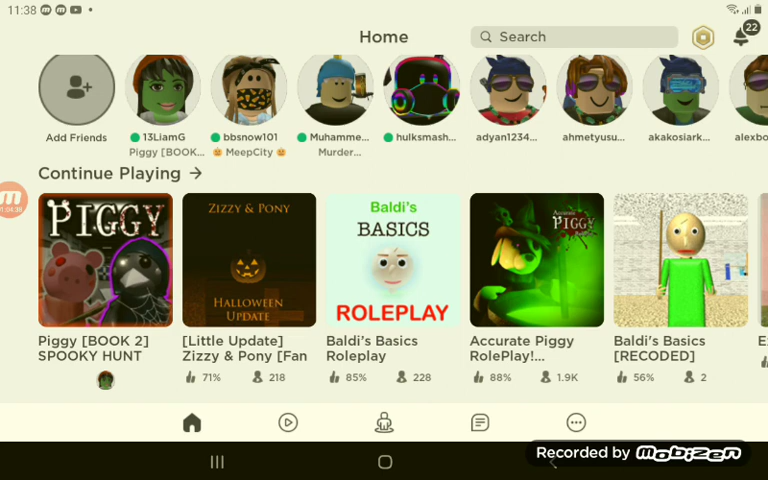 11:38
Home
Search
22
Add Friends
13LiamG
Piggy [BOOK...
bbsnow101
MeepCity
Muhamme...
Murder...
hulksmash...
adyan1234...
ahmetyusu...
akakosiark...
alexbo
Continue Playing →
PIGGY
ZIZZY & PONY
HALLOWEEN
UPDATE
Baldi's
BASICS
ROLEPLAY
Accurate
PIGGY
Piggy [BOOK 2]
SPOOKY HUNT
[Little Update]
Zizzy & Pony [Fan
71% 218
Baldi's Basics
Roleplay
85% 228
Accurate Piggy
RolePlay!...
88% 1.9K
Baldi's Basics
[RECODED]
56% 2
Recorded by Mobizen